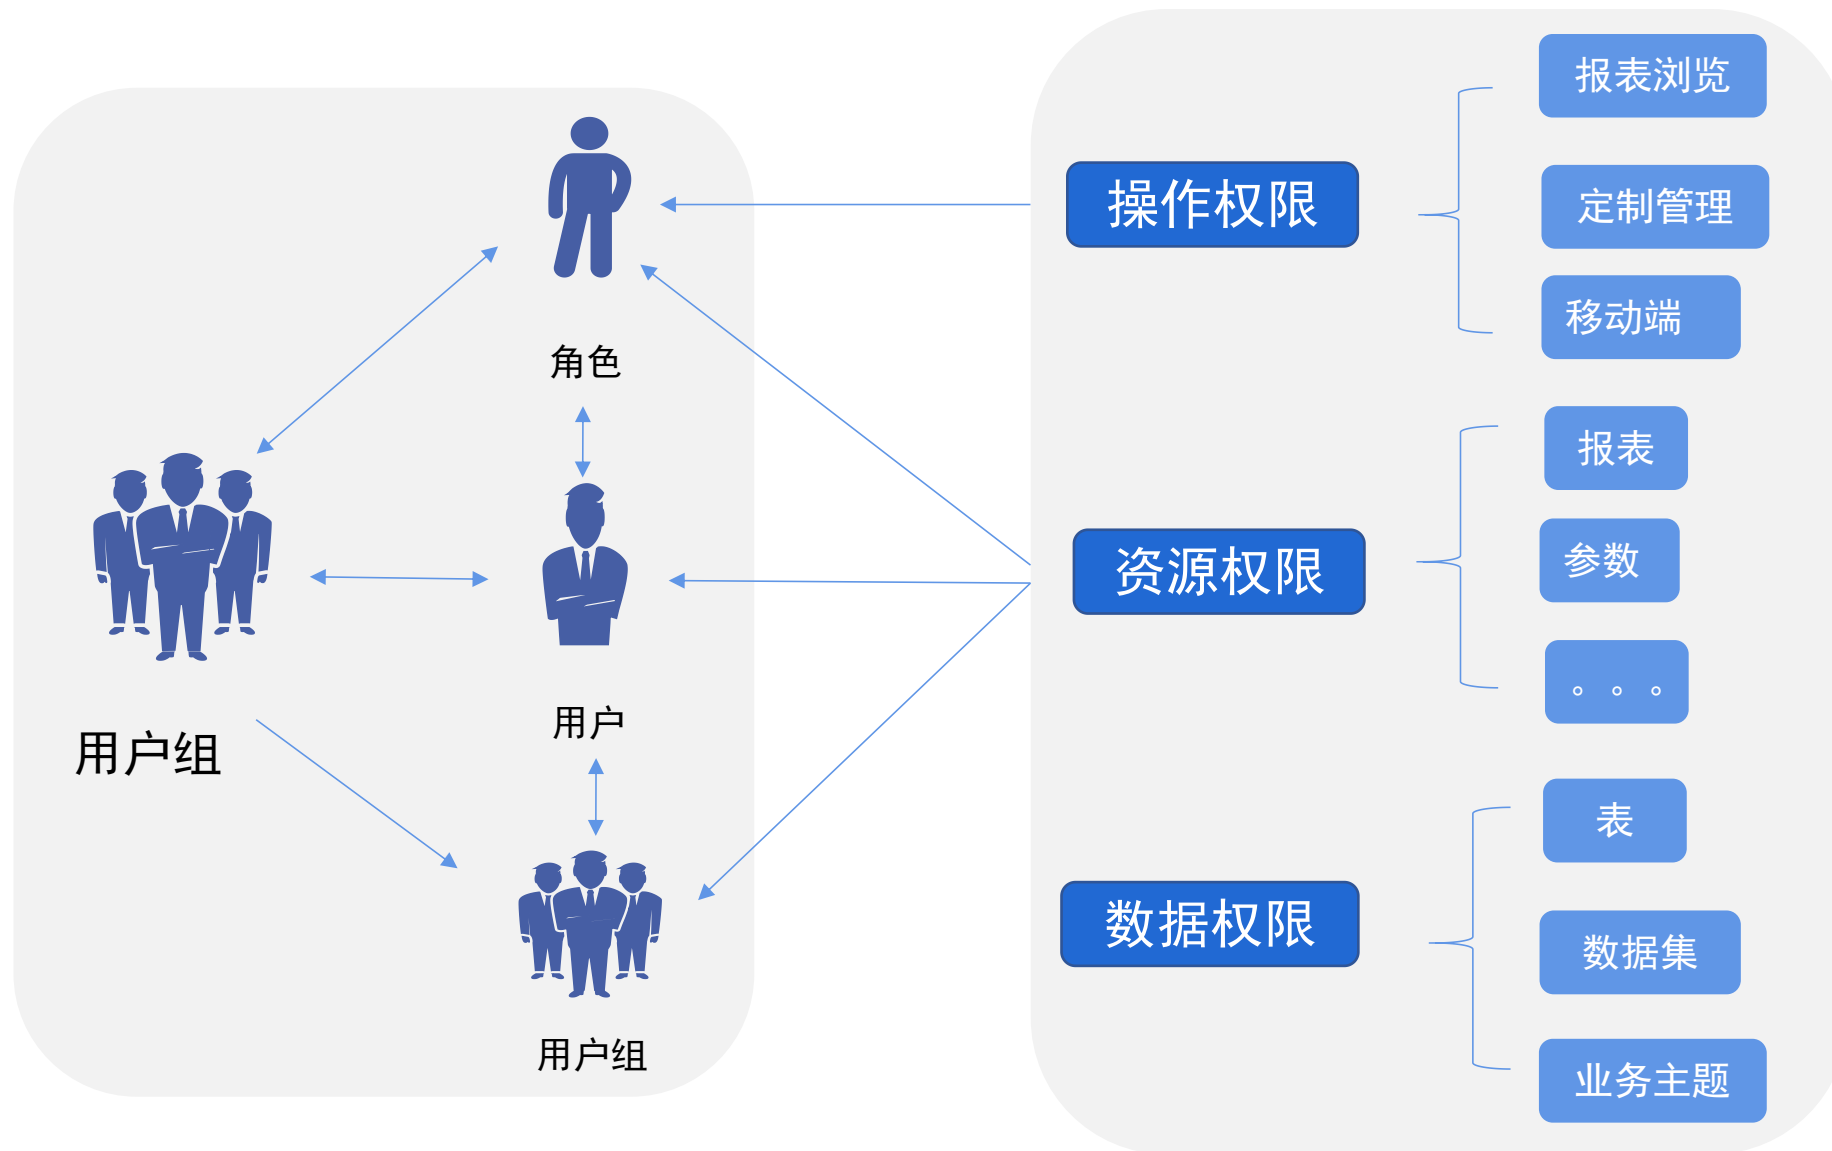 角色
用户组
用户
用户组
操作权限
报表浏览
定制管理
移动端
资源权限
报表
参数
。。。
数据权限
表
数据集
业务主题